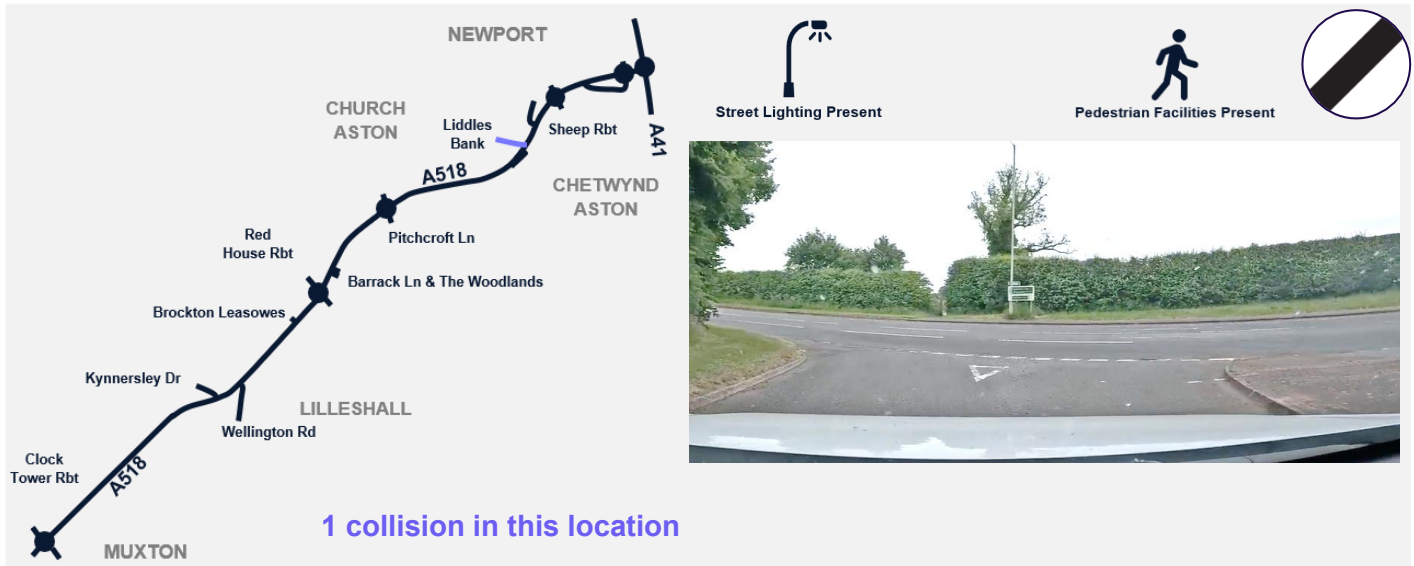 NEWPORT
CHURCH
ASTON
Liddles
Bank
Sheep Rbt
A41
A518
CHETWYND
ASTON
Pitchcroft Ln
Red
House Rbt
Barrack Ln & The Woodlands
Brockton Leasowes
Kynnersley Dr
LILLESHALL
Wellington Rd
Clock
Tower Rbt
A518
MUXTON
1 collision in this location
Street Lighting Present
Pedestrian Facilities Present